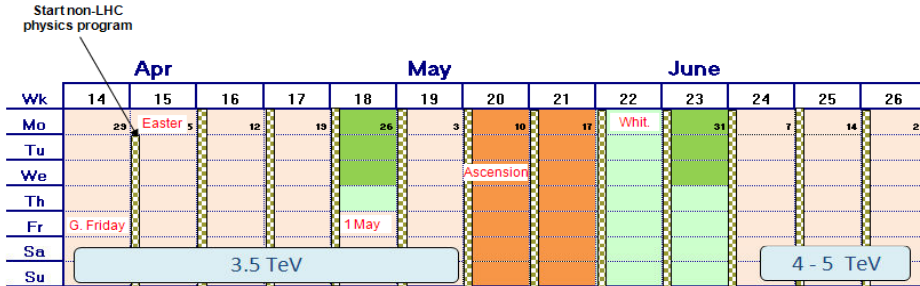 Start non-LHC
physics program
Apr May June
Wk 14 15 16 17 18 19 20 21 22 23 24 25 26
Mo 29 Easter 5 12 19 26 3 10 17 Whit. 31 7 14 2
Tu
We Ascension
Th
Fr G. Friday 1 May
Sa
3.5 TeV 4 - 5 TeV
Su